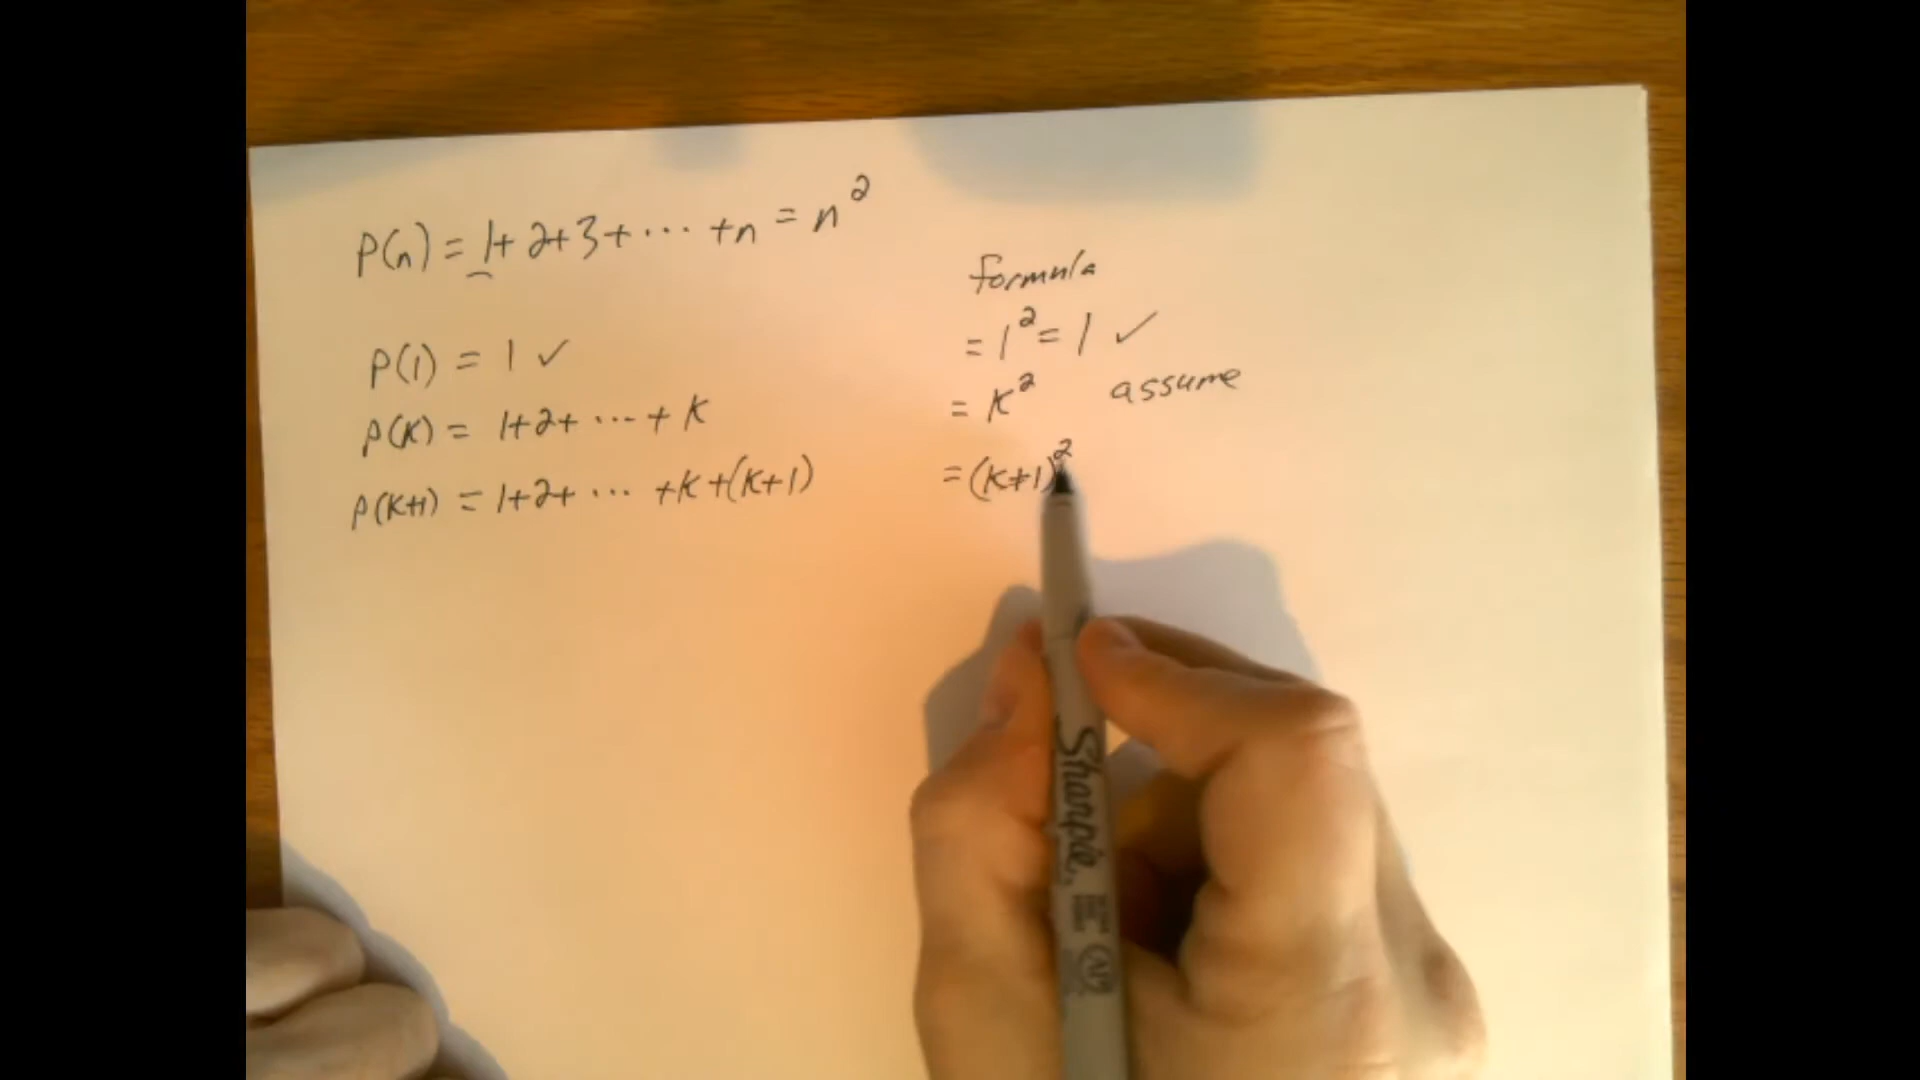 P(n) = 1+2+3+ ⋯ +n = n²
formula
P(1) = 1 ✓ = 1² = 1 ✓
P(K) = 1+2+ ⋯ + K = K² assume
P(K+1) = 1+2+ ⋯ +K+(K+1) = (K+1)²
Sharpie.
AP